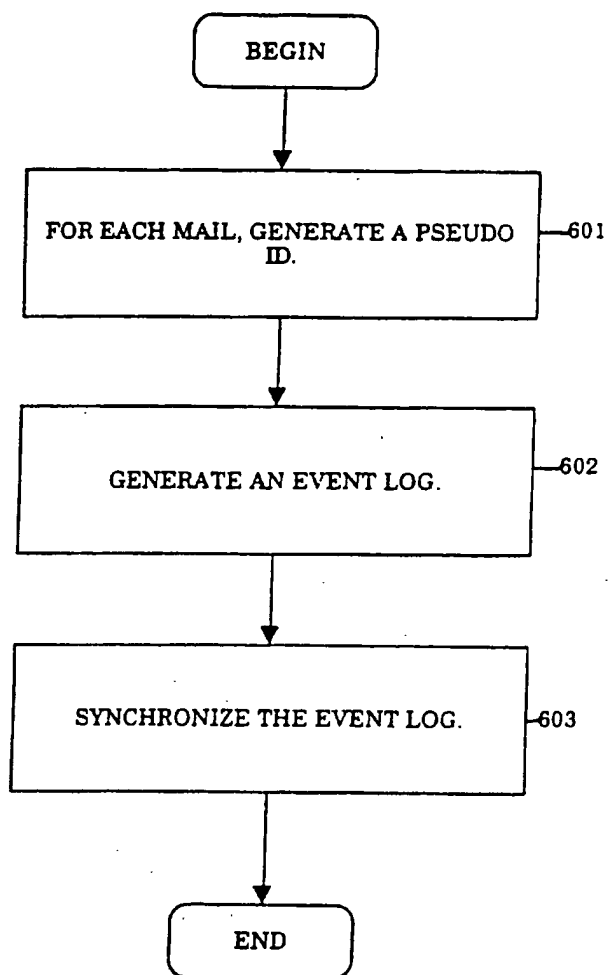 BEGIN
FOR EACH MAIL, GENERATE A PSEUDO
ID.
601
GENERATE AN EVENT LOG.
602
SYNCHRONIZE THE EVENT LOG.
603
END